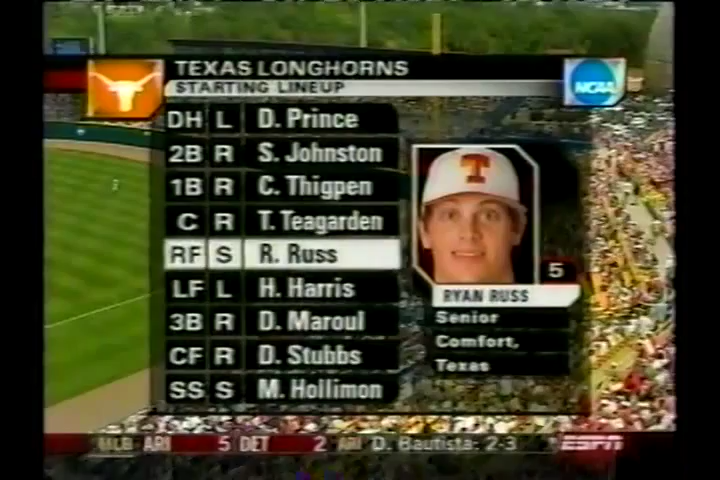 TEXAS LONGHORNS
STARTING LINEUP
NCAA
DH L D. Prince
2B R S. Johnston
1B R C. Thigpen
C R T. Teagarden
RF S R. Russ
LF L H. Harris
3B R D. Maroul
CF R D. Stubbs
SS S M. Hollimon
T
5
RYAN RUSS
Senior
Comfort,
Texas
MLB ARI 5 DET 2 ARI D. Bautista: 2-3 ESPN